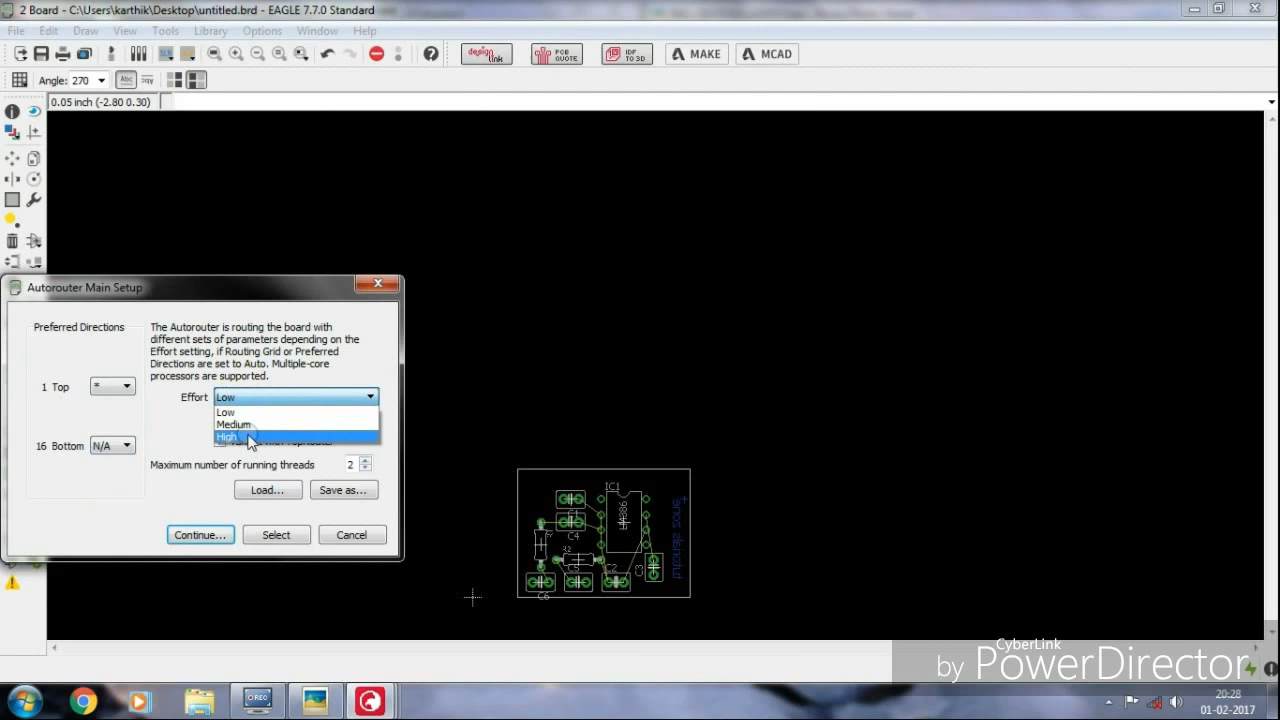 2 Board - C:\Users\karthik\Desktop\untitled.brd - EAGLE 7.7.0 Standard
File Edit Draw View Tools Library Options Window Help
design link PCB QUOTE IDF TO 3D MAKE MCAD
Angle: 270 Abc
0.05 inch (-2.80 0.30)
Autorouter Main Setup
Preferred Directions
The Autorouter is routing the board with
different sets of parameters depending on the
Effort setting, if Routing Grid or Preferred
Directions are set to Auto. Multiple-core
processors are supported.
1 Top *
Effort Low
Low
Medium
High
16 Bottom N/A
Maximum number of running threads 2
Load... Save as...
Continue... Select Cancel
IC1
C4
C5 C2 C3
C6
CyberLink
by PowerDirector
REC
20:28
01-02-2017